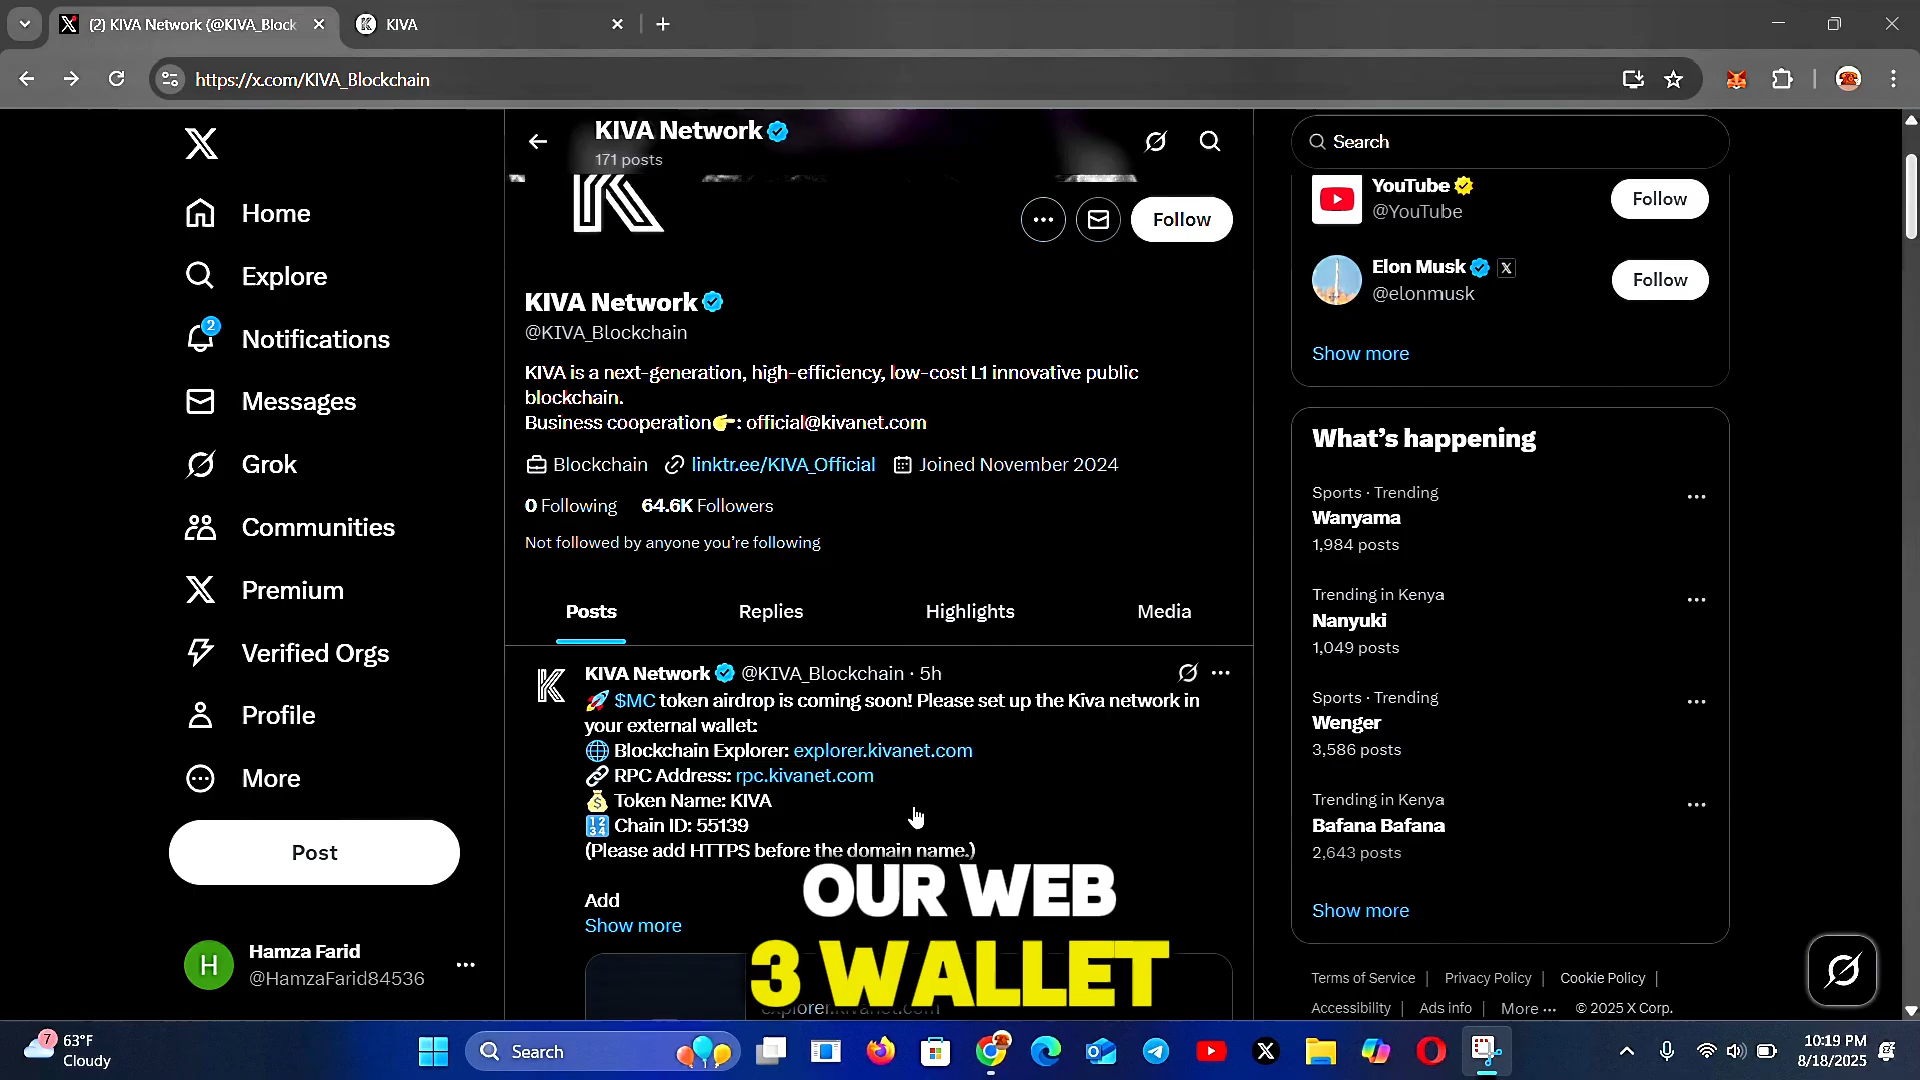 (2) KIVA Network (@KIVA_Block
KIVA
https://x.com/KIVA_Blockchain
Home
Explore
2
Notifications
Messages
Grok
Communities
Premium
Verified Orgs
Profile
More
Post
Hamza Farid
@HamzaFarid84536
KIVA Network
171 posts
Follow
KIVA Network
@KIVA_Blockchain
KIVA is a next-generation, high-efficiency, low-cost L1 innovative public
blockchain.
Business cooperation👉: official@kivanet.com
Blockchain linktr.ee/KIVA_Official Joined November 2024
0 Following 64.6K Followers
Not followed by anyone you're following
Posts Replies Highlights Media
KIVA Network @KIVA_Blockchain · 5h
🚀 $MC token airdrop is coming soon! Please set up the Kiva network in
your external wallet:
🌐 Blockchain Explorer: explorer.kivanet.com
🔗 RPC Address: rpc.kivanet.com
💰 Token Name: KIVA
🔢 Chain ID: 55139
(Please add HTTPS before the domain name.)
Add
Show more
explorer.kivanet.com
OUR WEB
3 WALLET
Search
YouTube
@YouTube
Follow
Elon Musk
@elonmusk
Follow
Show more
What's happening
Sports · Trending
Wanyama
1,984 posts
Trending in Kenya
Nanyuki
1,049 posts
Sports · Trending
Wenger
3,586 posts
Trending in Kenya
Bafana Bafana
2,643 posts
Show more
Terms of Service | Privacy Policy | Cookie Policy |
Accessibility | Ads info | More ··· © 2025 X Corp.
7
63°F
Cloudy
Search
10:19 PM
8/18/2025